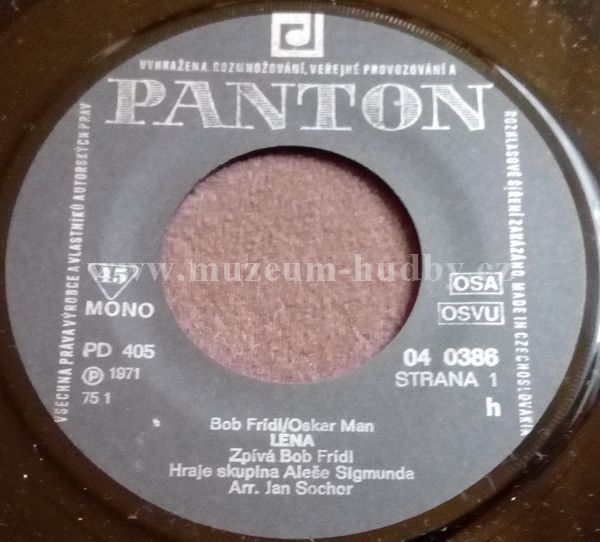 VŠECHNA PRÁVA VÝROBCE A VLASTNÍKŮ AUTORSKÝCH PRÁV
VYHRAŽENA. ROZMNOŽOVÁNÍ, VEŘEJNÉ PROVOZOVÁNÍ A
ROZHLASOVÉ ŠÍŘENÍ ZAKÁZÁNO. MADE IN CZECHOSLOVAKIA
PANTON
www.muzeum-hudby.cz
45
MONO
OSA
OSVU
PD 405
℗ 1971
75 1
04 0386
STRANA 1
h
Bob Frídl/Oskar Man
LÉNA
Zpívá Bob Frídl
Hraje skupina Aleše Sigmunda
Arr. Jan Sochor